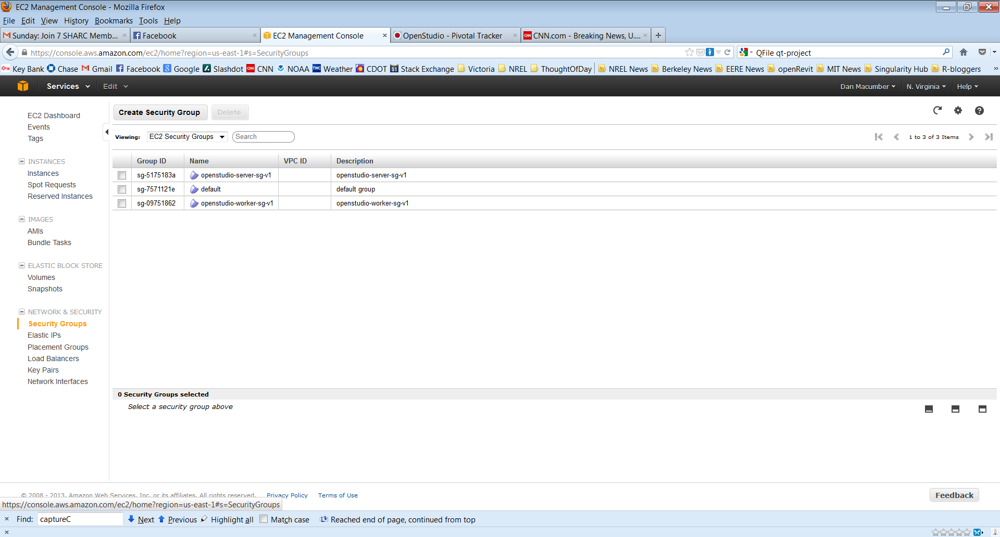 EC2 Management Console - Mozilla Firefox
File Edit View History Bookmarks Tools Help
Sunday: Join 7 SHARC Memb... Facebook EC2 Management Console OpenStudio - Pivotal Tracker CNN.com - Breaking News, U....
https://console.aws.amazon.com/ec2/home?region=us-east-1#s=SecurityGroups QFile qt-project
Key Bank Chase Gmail Facebook Google Slashdot CNN NOAA Weather CDOT Stack Exchange Victoria NREL ThoughtOfDay NREL News Berkeley News EERE News openRevit MIT News Singularity Hub R-bloggers
Services Edit Dan Macumber N. Virginia Help
EC2 Dashboard
Events
Tags
INSTANCES
Instances
Spot Requests
Reserved Instances
IMAGES
AMIs
Bundle Tasks
ELASTIC BLOCK STORE
Volumes
Snapshots
NETWORK & SECURITY
Security Groups
Elastic IPs
Placement Groups
Load Balancers
Key Pairs
Network Interfaces
Create Security Group Delete
Viewing: EC2 Security Groups Search 1 to 3 of 3 Items
Group ID Name VPC ID Description
sg-5175183a openstudio-server-sg-v1 openstudio-server-sg-v1
sg-7571121e default default group
sg-09751862 openstudio-worker-sg-v1 openstudio-worker-sg-v1
0 Security Groups selected
Select a security group above
© 2008 - 2013, Amazon Web Services, Inc. or its affiliates. All rights reserved. Privacy Policy Terms of Use Feedback
https://console.aws.amazon.com/ec2/home?region=us-east-1#s=SecurityGroups
Find: captureC Next Previous Highlight all Match case Reached end of page, continued from top